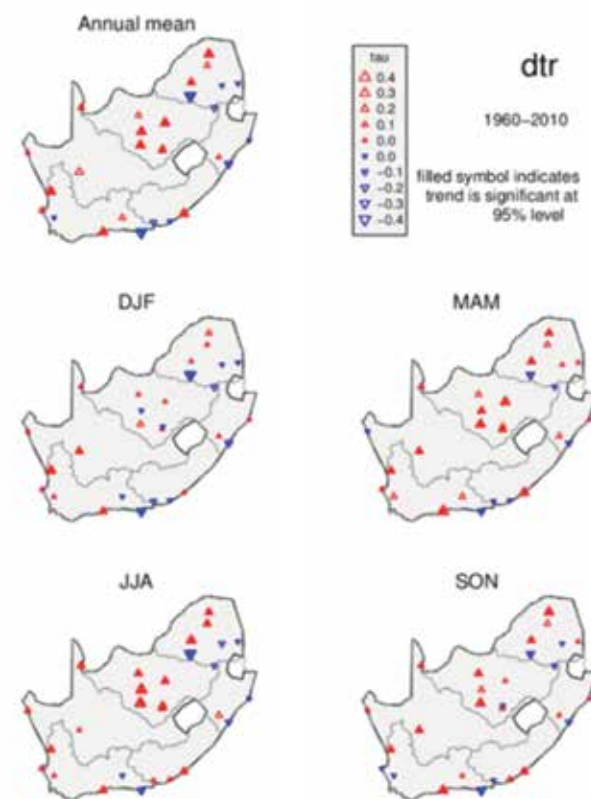 Annual mean
tau
0.4
0.3
0.2
0.1
0.0
0.0
−0.1
−0.2
−0.3
−0.4
dtr
1960−2010
filled symbol indicates
trend is significant at
95% level
DJF
MAM
JJA
SON